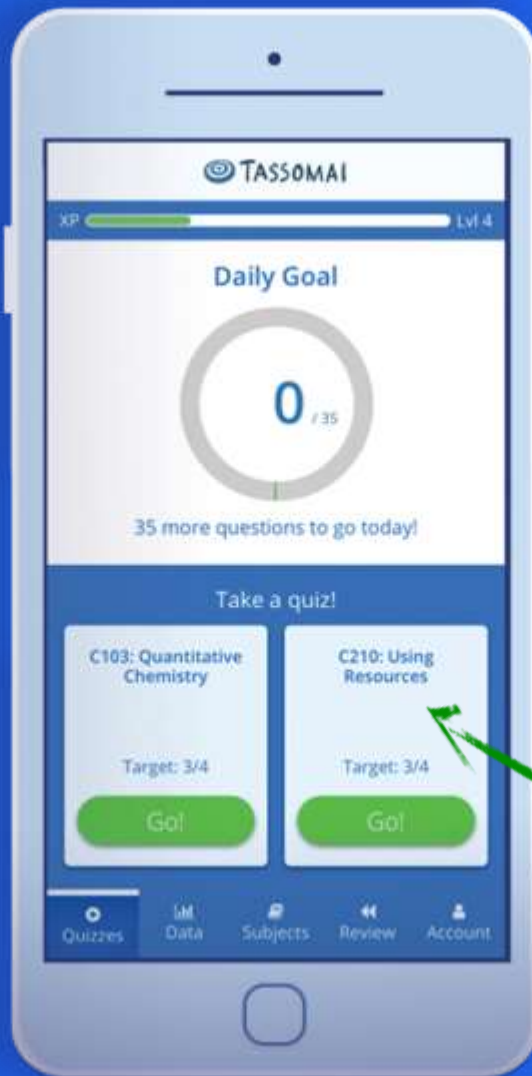 TASSOMAI
XP Lvl 4
Daily Goal
0 / 35
35 more questions to go today!
Take a quiz!
C103: Quantitative
Chemistry
Target: 3/4
Go!
C210: Using
Resources
Target: 3/4
Go!
Quizzes Data Subjects Review Account